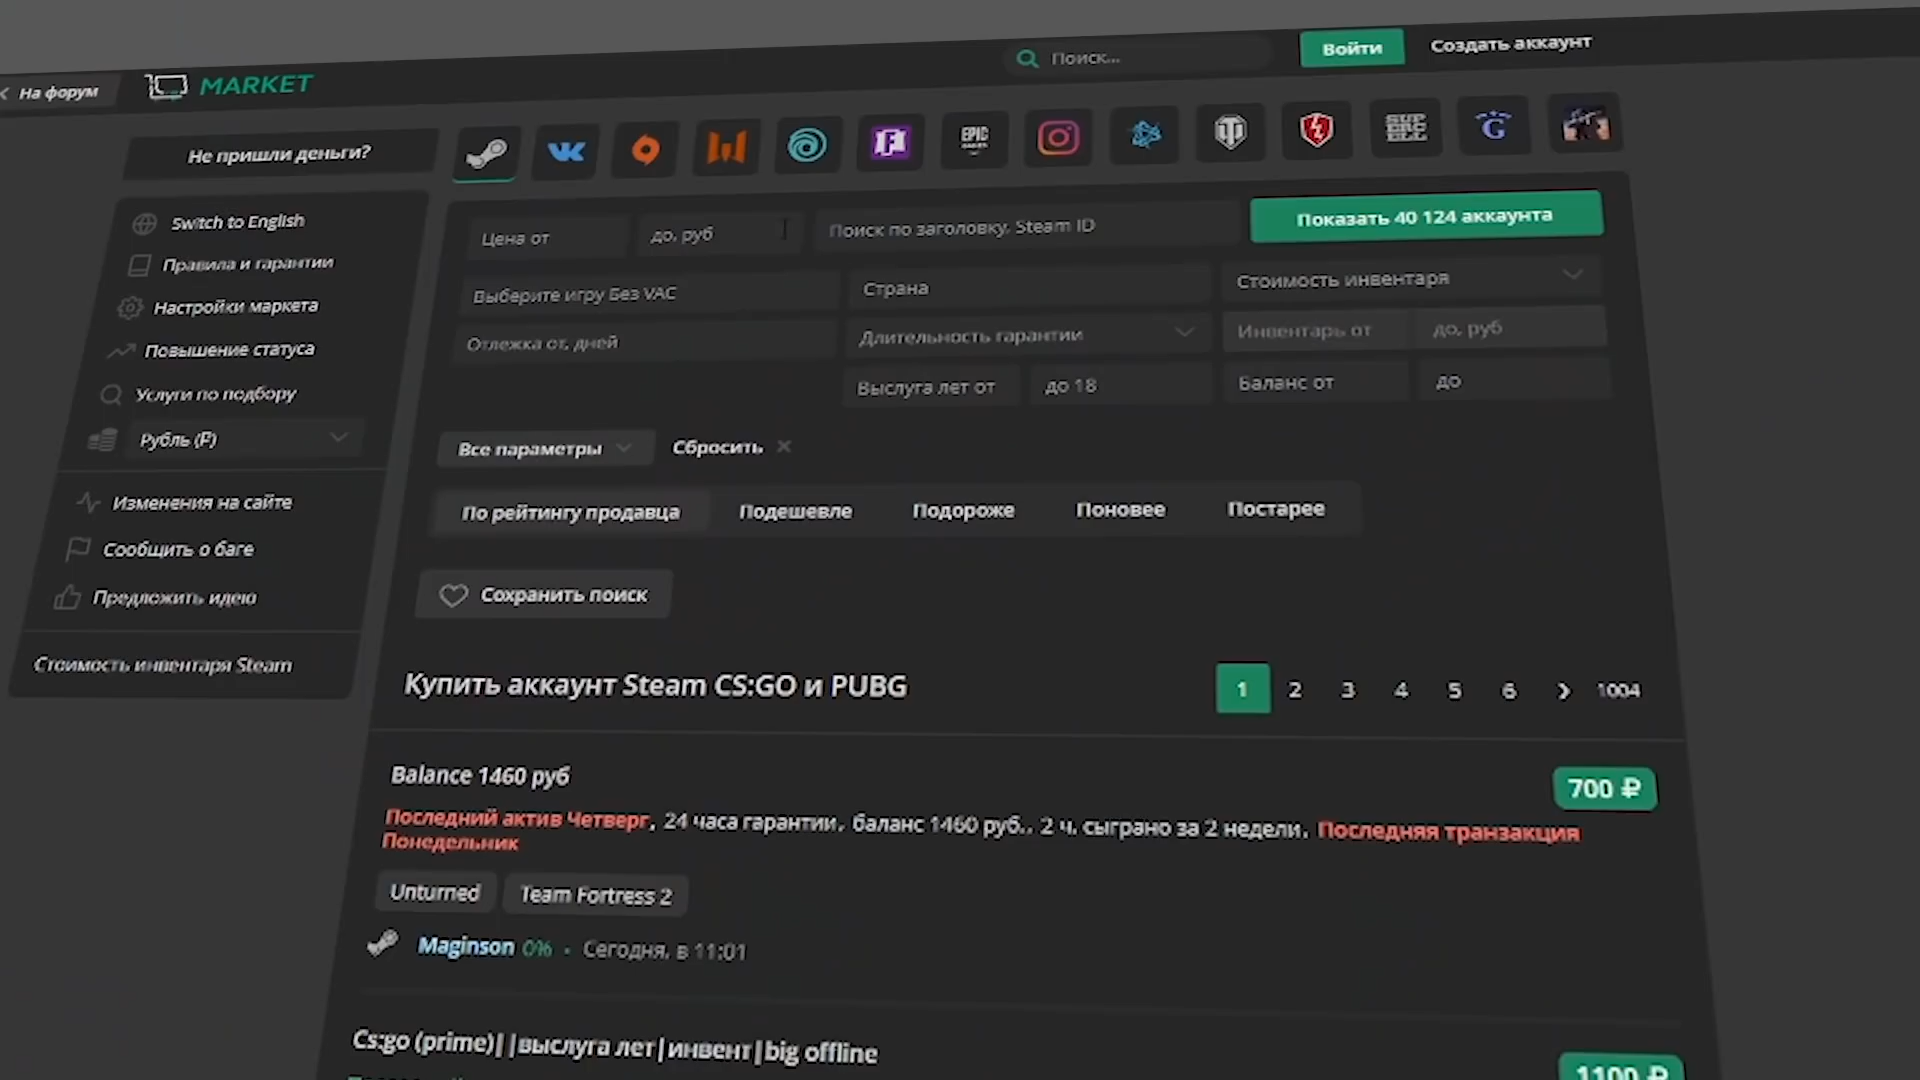 На форум
MARKET
Поиск...
Войти
Создать аккаунт
Не пришли деньги?
EPIC
GAMES
SUP
ERC
ELL
G
Switch to English
Правила и гарантии
Настройки маркета
Повышение статуса
Услуги по подбору
Рубль (₽)
Изменения на сайте
Сообщить о баге
Предложить идею
Стоимость инвентаря Steam
Цена от
до, руб
Поиск по заголовку, Steam ID
Показать 40 124 аккаунта
Выберите игру Без VAC
Страна
Стоимость инвентаря
Отлежка от, дней
Длительность гарантии
Инвентарь от
до, руб
Выслуга лет от
до 18
Баланс от
до
Все параметры
Сбросить
По рейтингу продавца
Подешевле
Подороже
Поновее
Постарее
Сохранить поиск
Купить аккаунт Steam CS:GO и PUBG
1 2 3 4 5 6 > 1004
Balance 1460 руб
700 ₽
Последний актив Четверг, 24 часа гарантии, баланс 1460 руб., 2 ч. сыграно за 2 недели, Последняя транзакция
Понедельник
Unturned
Team Fortress 2
Maginson 0% · Сегодня, в 11:01
Cs:go (prime)||выслуга лет|инвент|big offline
1100 ₽